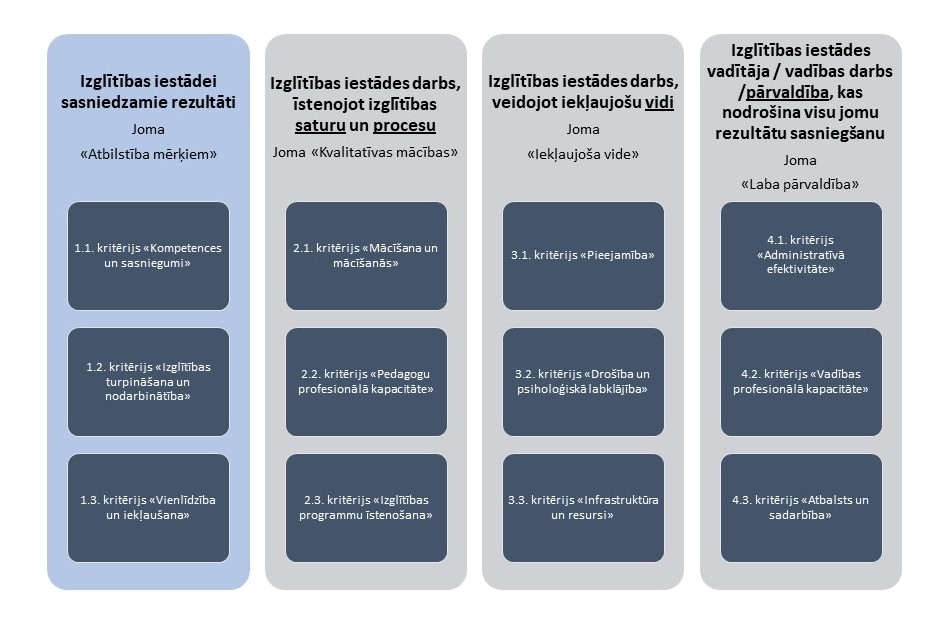 Izglītības iestādei
sasniedzamie rezultāti
Joma
«Atbilstība mērķiem»
1.1. kritērijs «Kompetences
un sasniegumi»
1.2. kritērijs «Izglītības
turpināšana un
nodarbinātība»
1.3. kritērijs «Vienlīdzība
un iekļaušana»
Izglītības iestādes darbs,
īstenojot izglītības
saturu un procesu
Joma «Kvalitatīvas mācības»
2.1. kritērijs «Mācīšana un
mācīšanās»
2.2. kritērijs «Pedagogu
profesionālā kapacitāte»
2.3. kritērijs «Izglītības
programmu īstenošana»
Izglītības iestādes darbs,
veidojot iekļaujošu vidi
Joma
«Iekļaujoša vide»
3.1. kritērijs «Pieejamība»
3.2. kritērijs «Drošība un
psiholoģiskā labklājība»
3.3. kritērijs «Infrastruktūra
un resursi»
Izglītības iestādes
vadītāja / vadības darbs
/pārvaldība, kas
nodrošina visu jomu
rezultātu sasniegšanu
Joma
«Laba pārvaldība»
4.1. kritērijs
«Administratīvā
efektivitāte»
4.2. kritērijs «Vadības
profesionālā kapacitāte»
4.3. kritērijs «Atbalsts un
sadarbība»